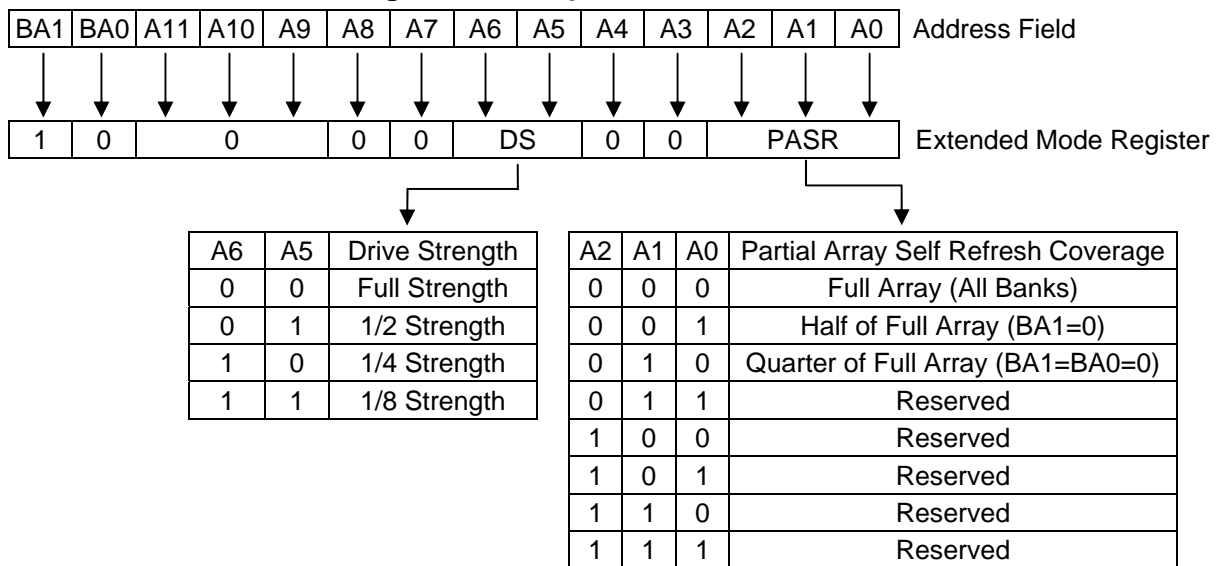 BA1 BA0 A11 A10 A9 A8 A7 A6 A5 A4 A3 A2 A1 A0 Address Field
1 0 0 0 0 DS 0 0 PASR Extended Mode Register
A6 A5 Drive Strength
0 0 Full Strength
0 1 1/2 Strength
1 0 1/4 Strength
1 1 1/8 Strength
A2 A1 A0 Partial Array Self Refresh Coverage
0 0 0 Full Array (All Banks)
0 0 1 Half of Full Array (BA1=0)
0 1 0 Quarter of Full Array (BA1=BA0=0)
0 1 1 Reserved
1 0 0 Reserved
1 0 1 Reserved
1 1 0 Reserved
1 1 1 Reserved